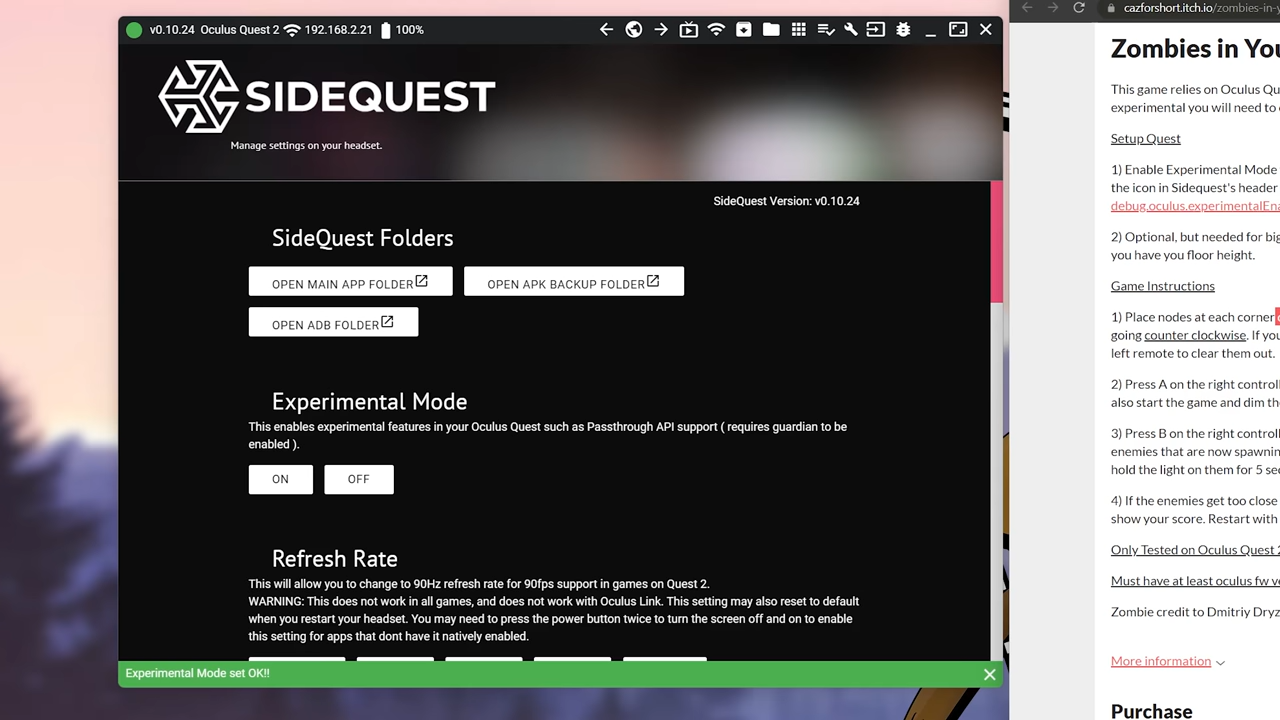 v0.10.24 Oculus Quest 2 192.168.2.21 100%
SIDEQUEST
Manage settings on your headset.
SideQuest Version: v0.10.24
SideQuest Folders
OPEN MAIN APP FOLDER OPEN APK BACKUP FOLDER
OPEN ADB FOLDER
Experimental Mode
This enables experimental features in your Oculus Quest such as Passthrough API support ( requires guardian to be
enabled ).
ON OFF
Refresh Rate
This will allow you to change to 90Hz refresh rate for 90fps support in games on Quest 2.
WARNING: This does not work in all games, and does not work with Oculus Link. This setting may also reset to default
when you restart your headset. You may need to press the power button twice to turn the screen off and on to enable
this setting for apps that dont have it natively enabled.
Experimental Mode set OK!!
cazforshort.itch.io/zombies-in-y
Zombies in You
This game relies on Oculus Qu
experimental you will need to
Setup Quest
1) Enable Experimental Mode
the icon in Sidequest's header
debug.oculus.experimentalEna
2) Optional, but needed for big
you have you floor height.
Game Instructions
1) Place nodes at each corner
going counter clockwise. If you
left remote to clear them out.
2) Press A on the right controll
also start the game and dim th
3) Press B on the right controll
enemies that are now spawnin
hold the light on them for 5 se
4) If the enemies get too close
show your score. Restart with
Only Tested on Oculus Quest 2
Must have at least oculus fw ve
Zombie credit to Dmitriy Dryz
More information
Purchase